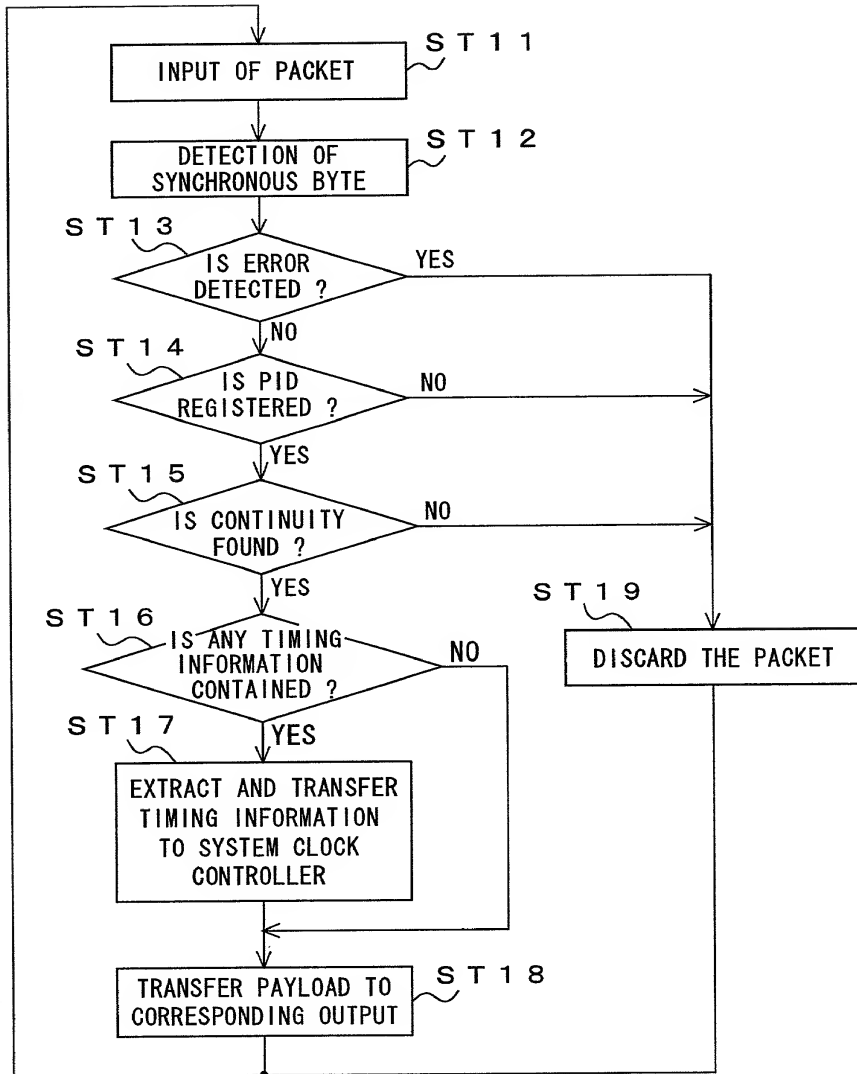 ST11
INPUT OF PACKET
ST12
DETECTION OF
SYNCHRONOUS BYTE
ST13
IS ERROR
DETECTED ?
YES
NO
ST14
IS PID
REGISTERED ?
NO
YES
ST15
IS CONTINUITY
FOUND ?
NO
YES
ST16
IS ANY TIMING
INFORMATION
CONTAINED ?
NO
YES
ST19
DISCARD THE PACKET
ST17
EXTRACT AND TRANSFER
TIMING INFORMATION
TO SYSTEM CLOCK
CONTROLLER
ST18
TRANSFER PAYLOAD TO
CORRESPONDING OUTPUT